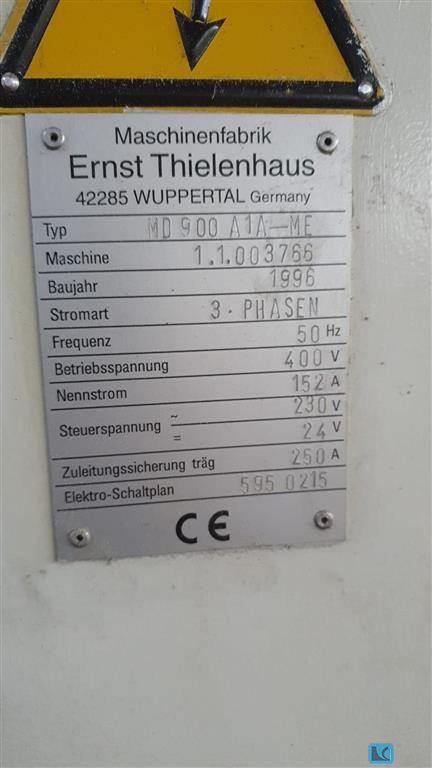 Maschinenfabrik
Ernst Thielenhaus
42285 WUPPERTAL Germany
Typ MD 900 A1A-ME
Maschine 1.1.003766
Baujahr 1996
Stromart 3 - PHASEN
Frequenz 50 Hz
Betriebsspannung 400 V
Nennstrom 152 A
Steuerspannung ~ 230 V
= 24 V
Zuleitungssicherung träg 250 A
Elektro-Schaltplan 595 0215
CE